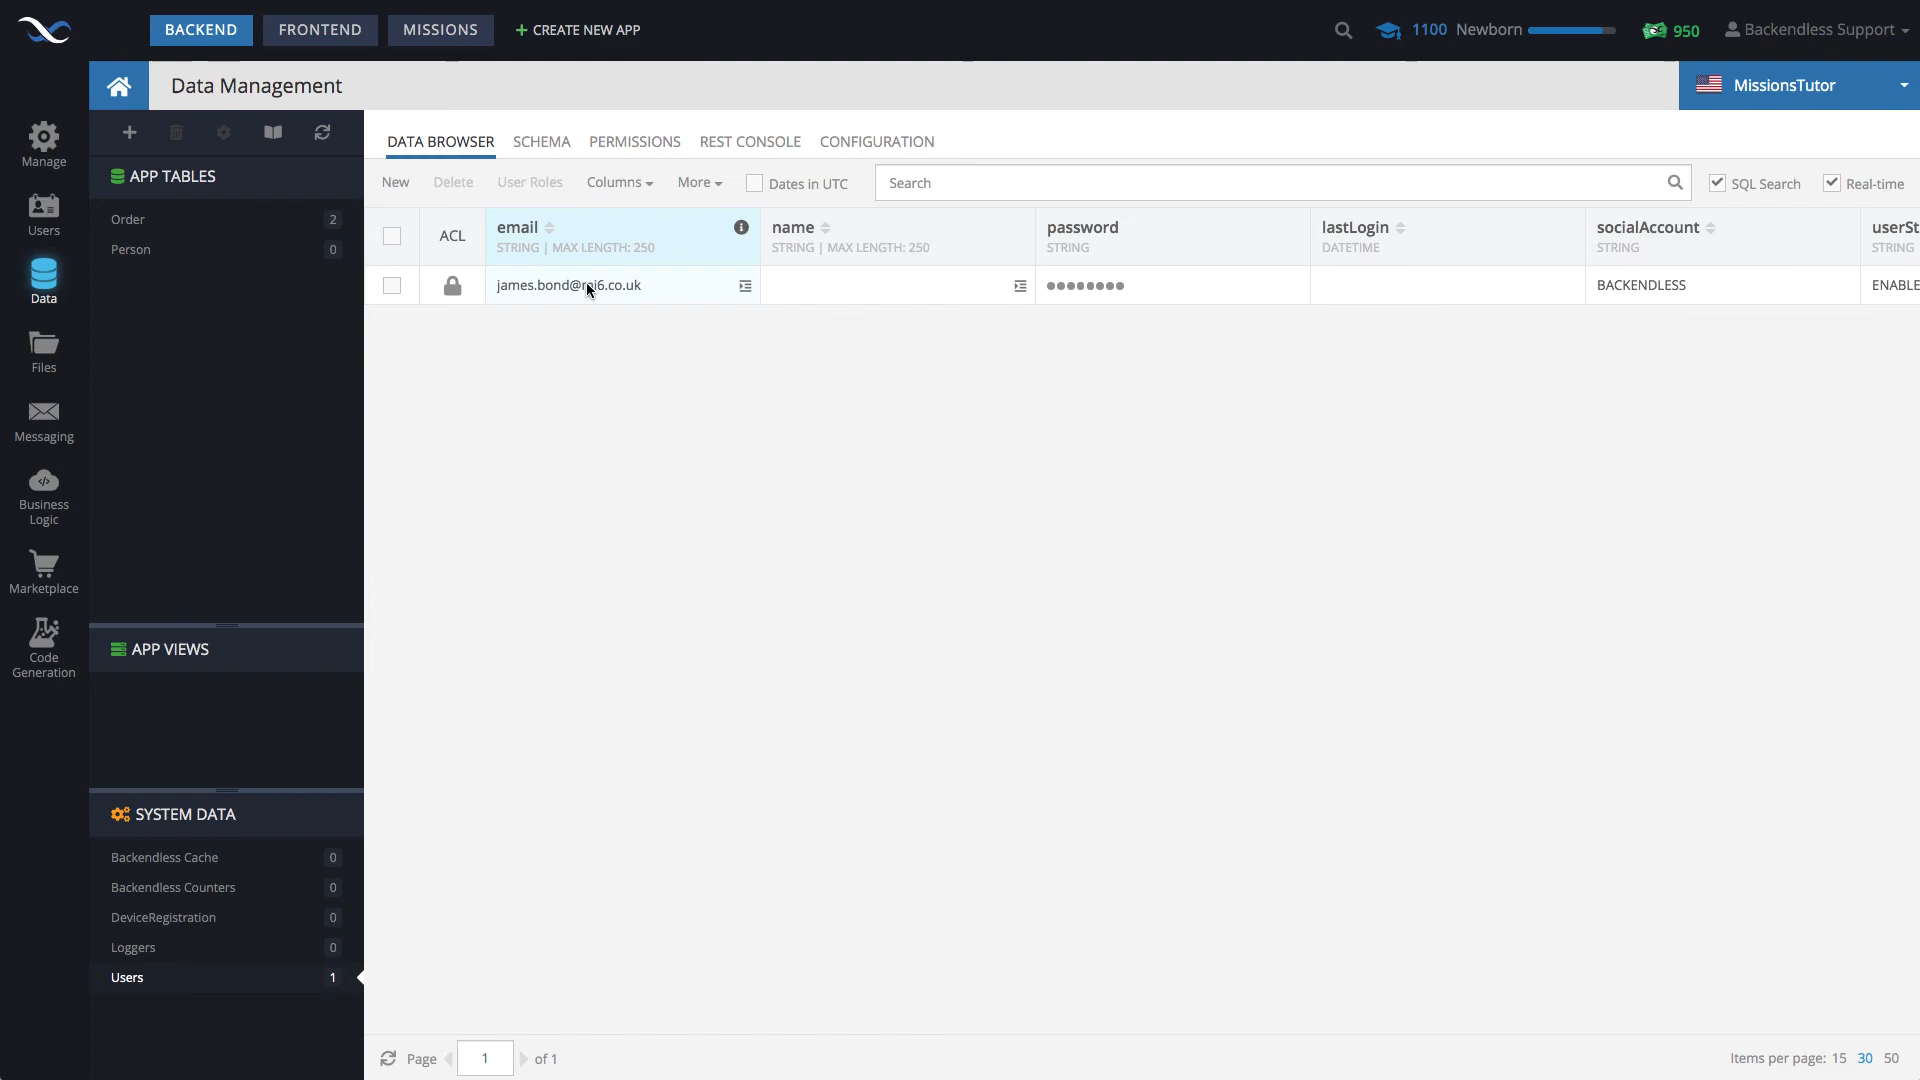 BACKEND FRONTEND MISSIONS + CREATE NEW APP 1100 Newborn 950 Backendless Support
Data Management MissionsTutor
Manage
Users
Data
Files
Messaging
Business
Logic
Marketplace
Code
Generation
APP TABLES
Order 2
Person 0
APP VIEWS
SYSTEM DATA
Backendless Cache 0
Backendless Counters 0
DeviceRegistration 0
Loggers 0
Users 1
DATA BROWSER SCHEMA PERMISSIONS REST CONSOLE CONFIGURATION
New Delete User Roles Columns More Dates in UTC Search SQL Search Real-time
ACL email name password lastLogin socialAccount userSt
STRING | MAX LENGTH: 250 STRING | MAX LENGTH: 250 STRING DATETIME STRING STRING
james.bond@mi6.co.uk ●●●●●●●● BACKENDLESS ENABLE
Page 1 of 1 Items per page: 15 30 50